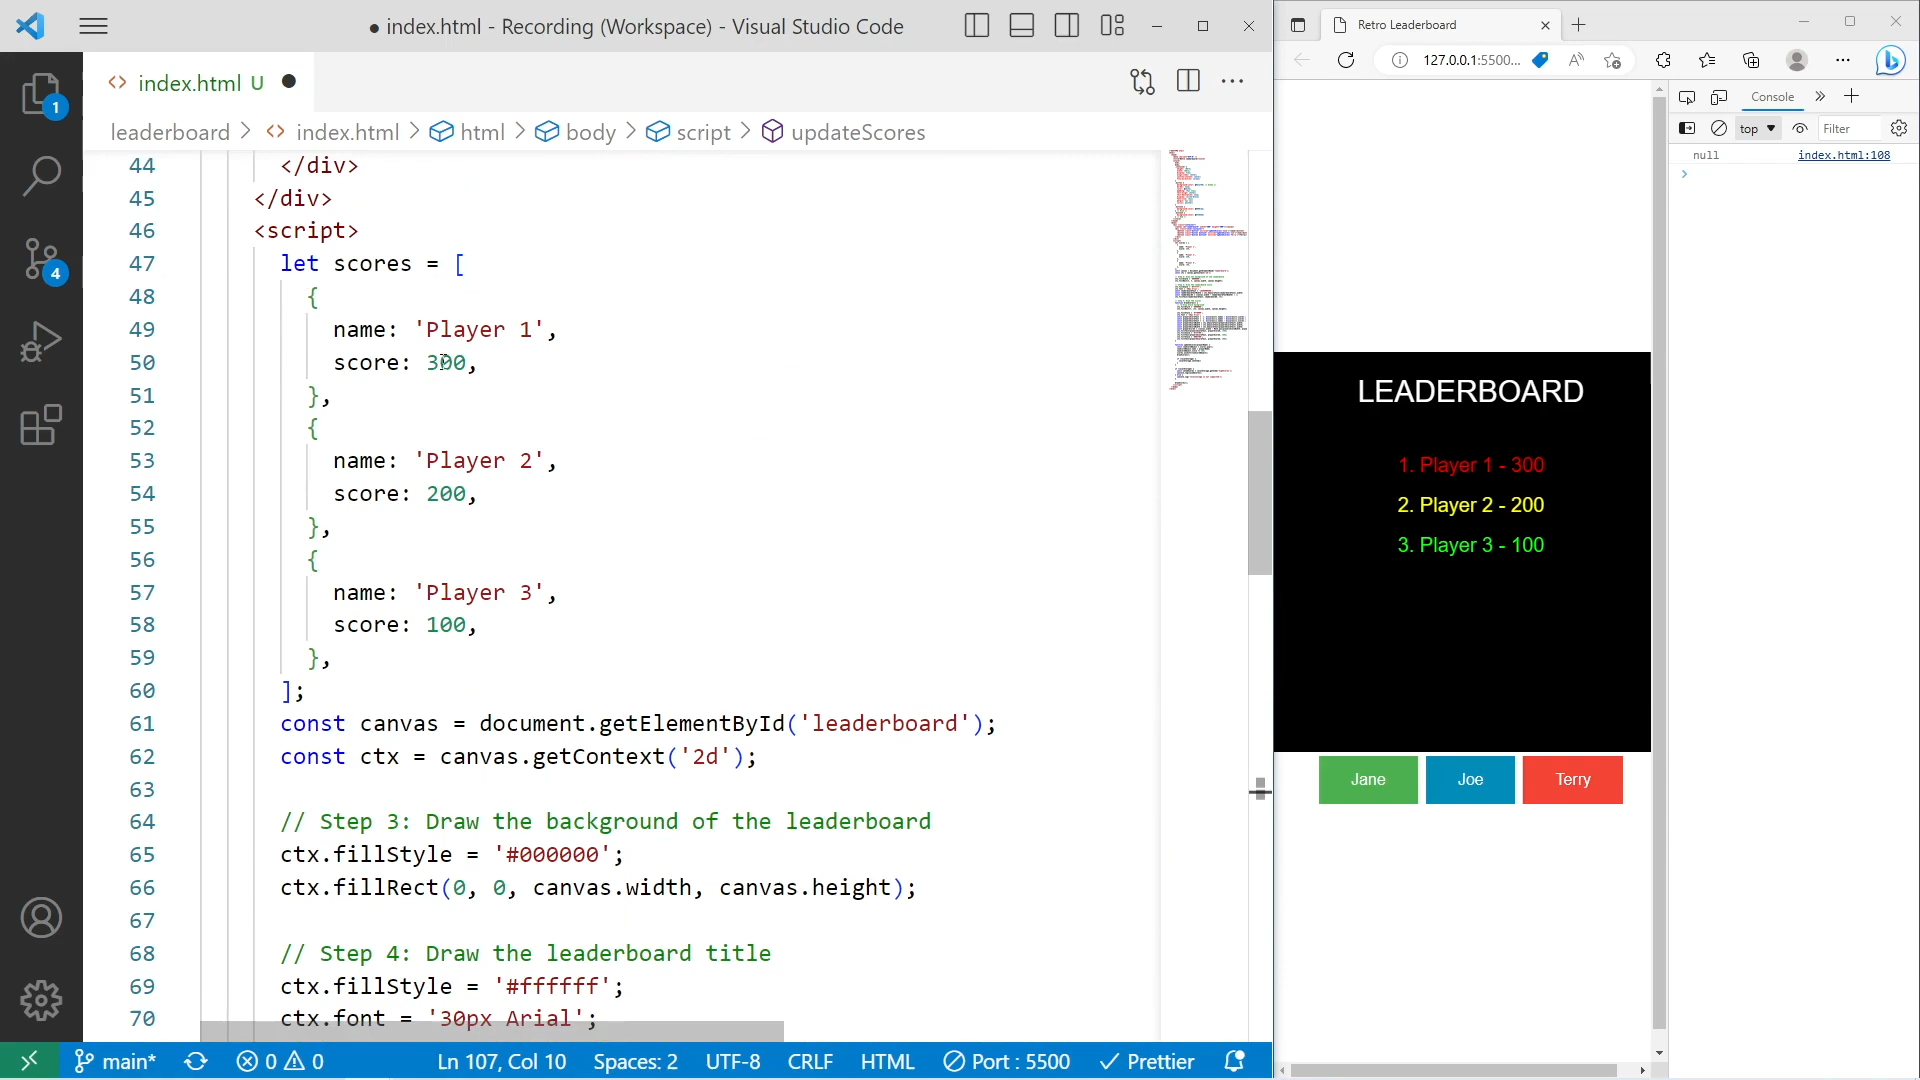 ● index.html - Recording (Workspace) - Visual Studio Code
index.html U ●
leaderboard > index.html > html > body > script > updateScores
1
4
44 </div>
45 </div>
46 <script>
47 let scores = [
48 {
49 name: 'Player 1',
50 score: 300,
51 },
52 {
53 name: 'Player 2',
54 score: 200,
55 },
56 {
57 name: 'Player 3',
58 score: 100,
59 },
60 ];
61 const canvas = document.getElementById('leaderboard');
62 const ctx = canvas.getContext('2d');
63
64 // Step 3: Draw the background of the leaderboard
65 ctx.fillStyle = '#000000';
66 ctx.fillRect(0, 0, canvas.width, canvas.height);
67
68 // Step 4: Draw the leaderboard title
69 ctx.fillStyle = '#ffffff';
70 ctx.font = '30px Arial';
main* 0 0 Ln 107, Col 10 Spaces: 2 UTF-8 CRLF HTML Port : 5500 Prettier
Retro Leaderboard
127.0.0.1:5500...
Console
top Filter
null index.html:108
LEADERBOARD
1. Player 1 - 300
2. Player 2 - 200
3. Player 3 - 100
Jane Joe Terry